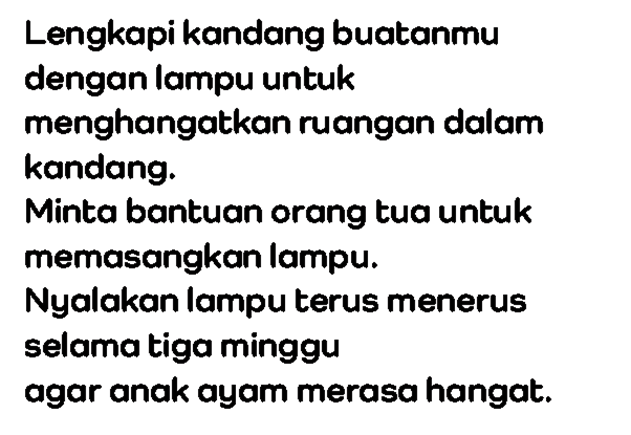 Lengkapi kandang buatanmu
dengan lampu untuk
menghangatkan ruangan dalam
kandang.
Minta bantuan orang tua untuk
memasangkan lampu.
Nyalakan lampu terus menerus
selama tiga minggu
agar anak ayam merasa hangat.